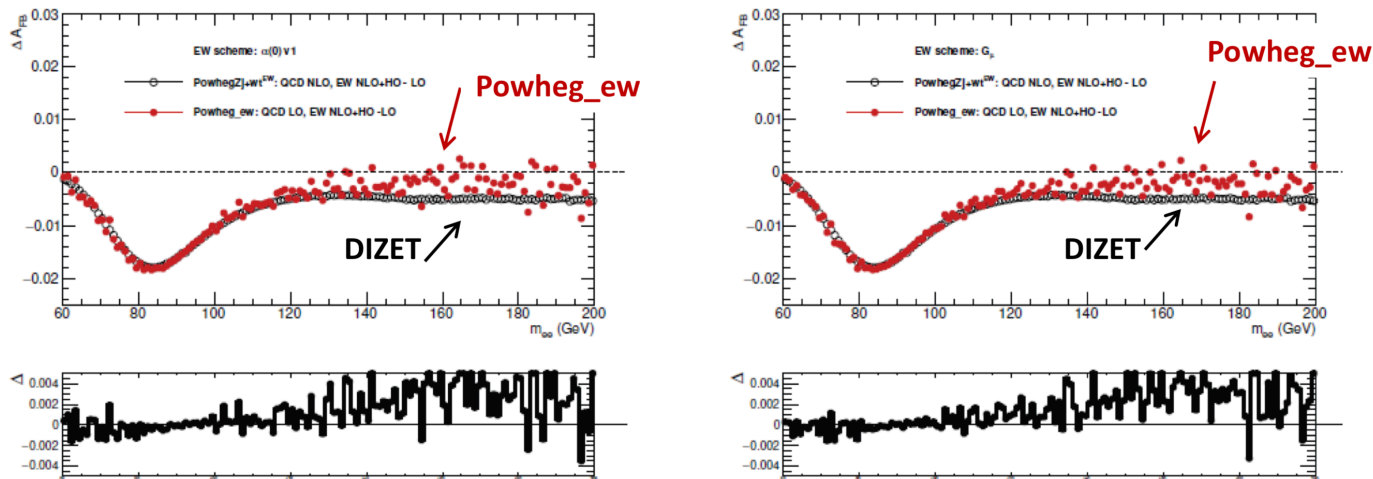 Δ A_FB
0.03
0.02
0.01
0
−0.01
−0.02
EW scheme: α(0) v1
PowhegZj+wt^EW: QCD NLO, EW NLO+HO - LO
Powheg_ew: QCD LO, EW NLO+HO -LO
Powheg_ew
DIZET
60 80 100 120 140 160 180 200
m_ee (GeV)
Δ
0.004
0.002
0
−0.002
−0.004
Δ A_FB
0.03
0.02
0.01
0
−0.01
−0.02
EW scheme: G_μ
PowhegZj+wt^EW: QCD NLO, EW NLO+HO - LO
Powheg_ew: QCD LO, EW NLO+HO -LO
Powheg_ew
DIZET
60 80 100 120 140 160 180 200
m_ee (GeV)
Δ
0.004
0.002
0
−0.002
−0.004